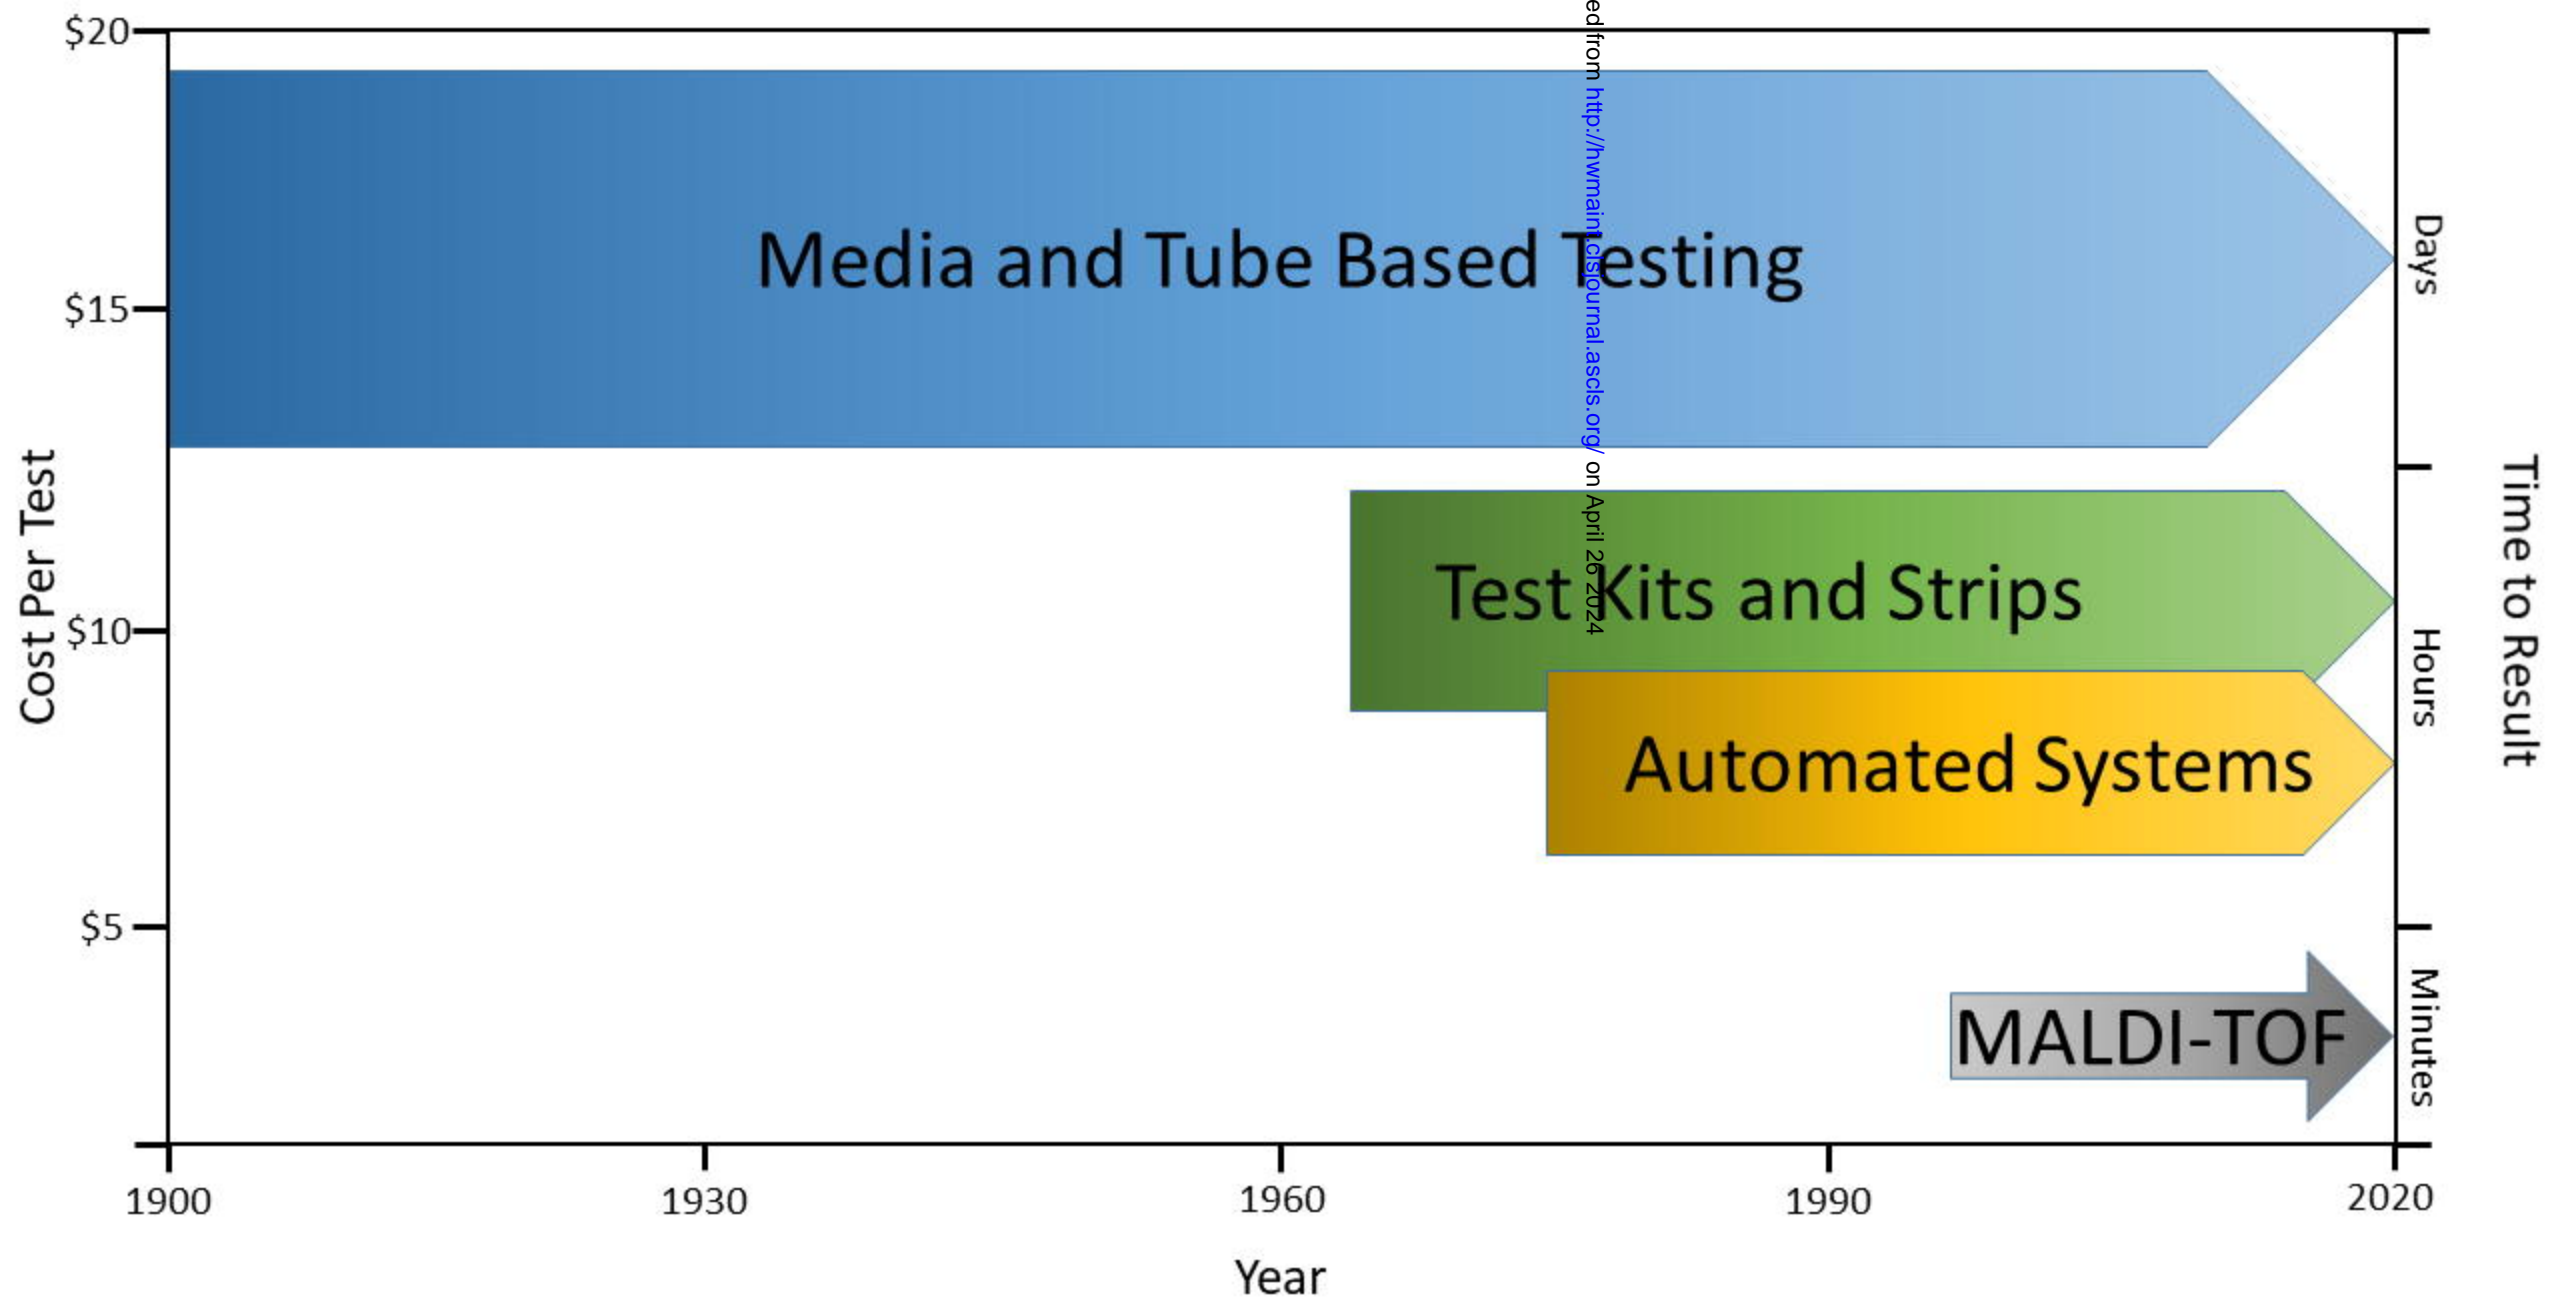 $20
$15
$10
$5
Cost Per Test
Media and Tube Based Testing
Test Kits and Strips
Automated Systems
MALDI-TOF
Days
Hours
Minutes
Time to Result
1900
1930
1960
1990
2020
Year
from http://hwmaint.clsjournal.ascls.org/ on April 26 2024